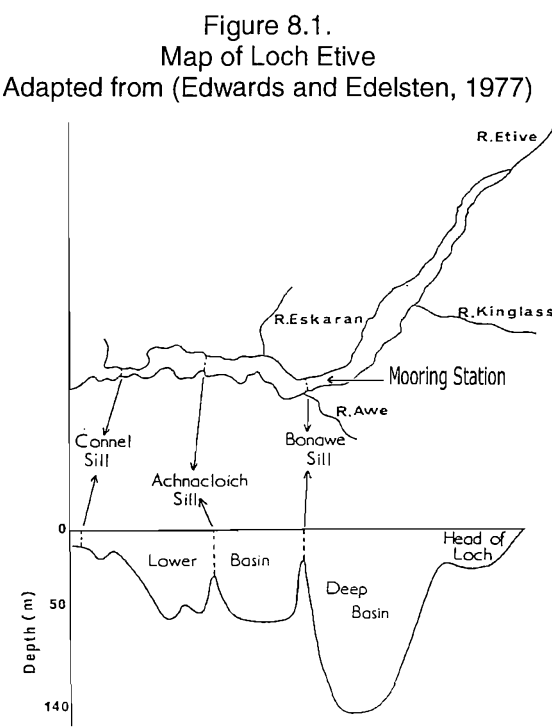 Figure 8.1.
Map of Loch Etive
Adapted from (Edwards and Edelsten, 1977)
R.Etive
R.Eskaran
R.Kinglass
Mooring Station
R.Awe
Connel
Sill
Bonawe
Sill
Achnacloich
Sill
0
Head of
Loch
Lower Basin
Deep
Basin
50
Depth (m)
140